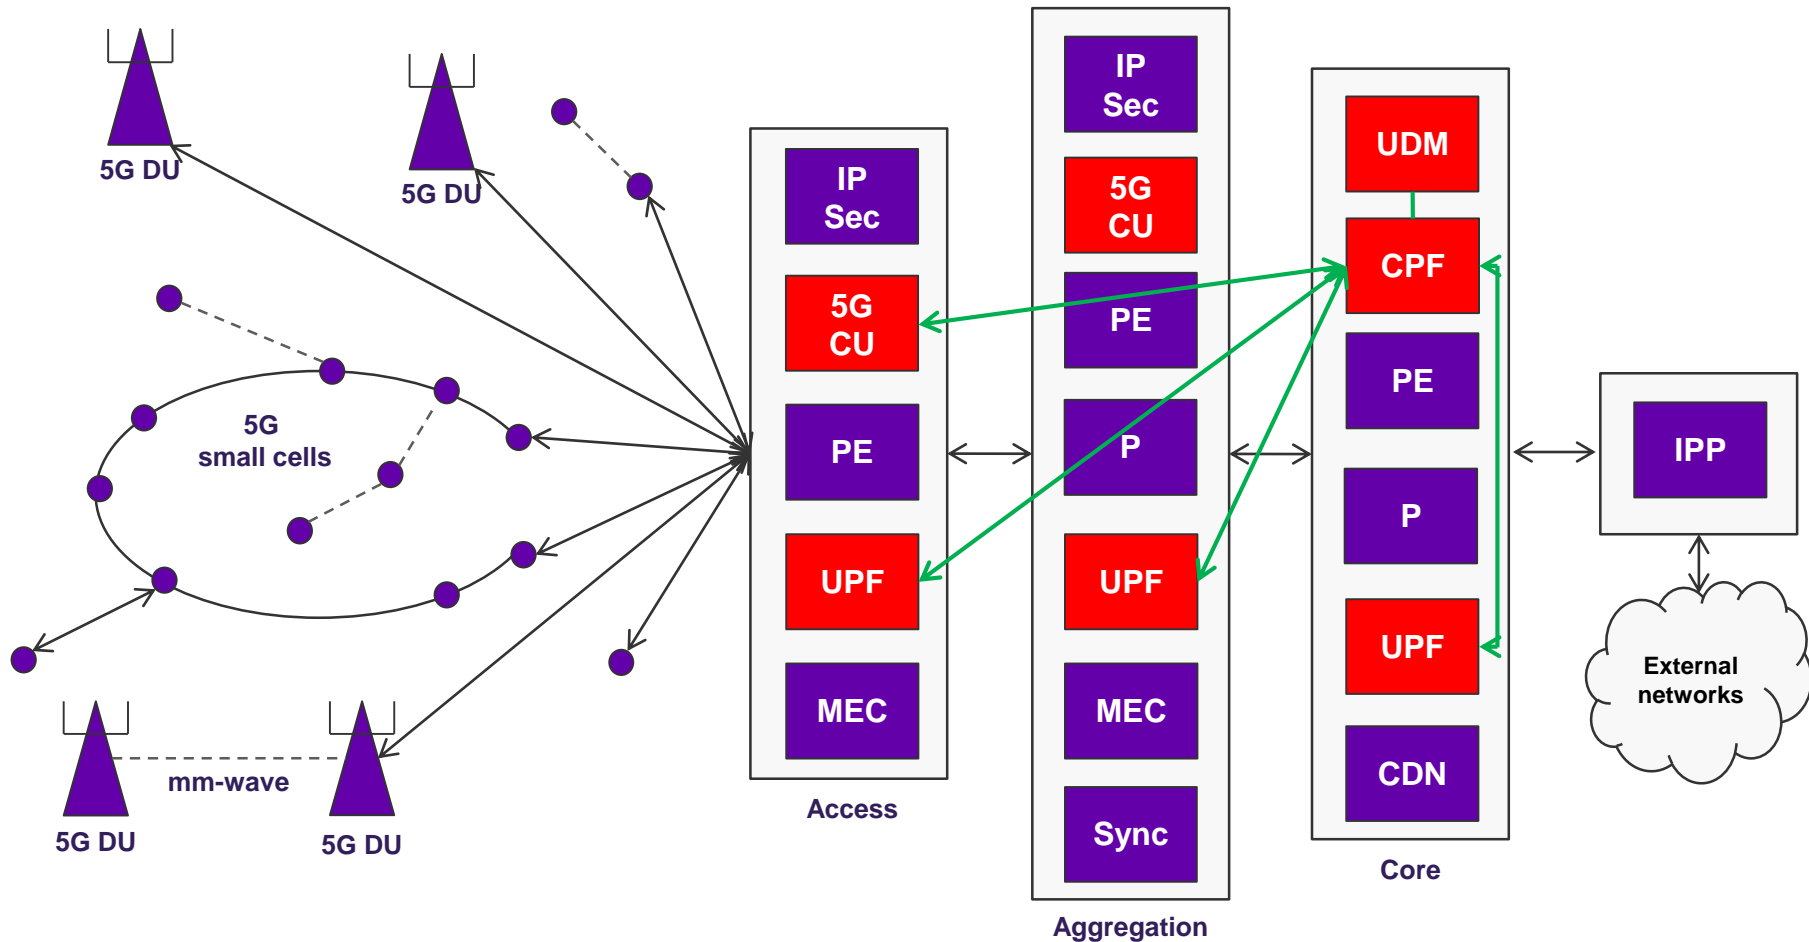 5G DU
5G DU
5G
small cells
mm-wave
5G DU
5G DU
IP
Sec
5G
CU
PE
UPF
MEC
Access
IP
Sec
5G
CU
PE
P
UPF
MEC
Sync
Aggregation
UDM
CPF
PE
P
UPF
CDN
Core
IPP
External
networks